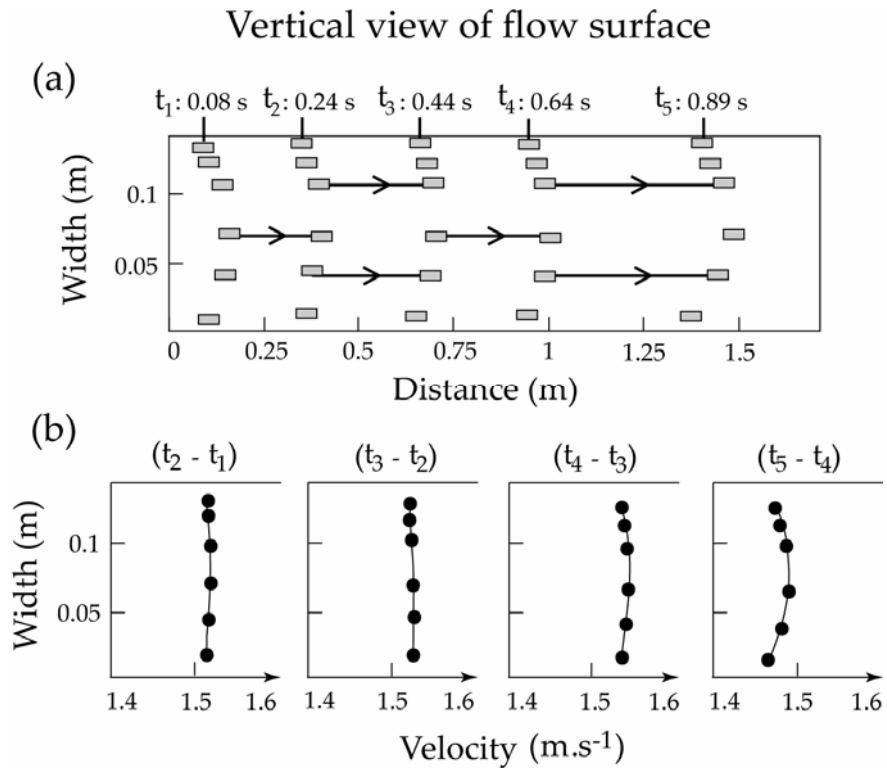 Vertical view of flow surface
(a)
t₁: 0.08 s t₂: 0.24 s t₃: 0.44 s t₄: 0.64 s t₅: 0.89 s
Width (m)
0.1
0.05
0 0.25 0.5 0.75 1 1.25 1.5
Distance (m)
(b)
(t₂ - t₁) (t₃ - t₂) (t₄ - t₃) (t₅ - t₄)
Width (m)
0.1
0.05
1.4 1.5 1.6 1.4 1.5 1.6 1.4 1.5 1.6 1.4 1.5 1.6
Velocity (m.s⁻¹)